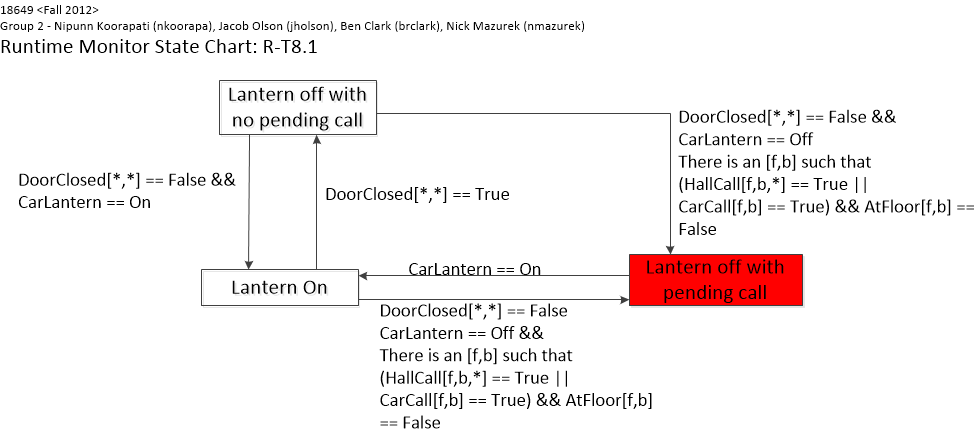 18649 <Fall 2012>
Group 2 - Nipunn Koorapati (nkoorapa), Jacob Olson (jholson), Ben Clark (brclark), Nick Mazurek (nmazurek)
Runtime Monitor State Chart: R-T8.1
Lantern off with
no pending call
DoorClosed[*,*] == False &&
CarLantern == Off
There is an [f,b] such that
(HallCall[f,b,*] == True ||
CarCall[f,b] == True) && AtFloor[f,b] ==
False
DoorClosed[*,*] == False &&
CarLantern == On
DoorClosed[*,*] == True
Lantern On
CarLantern == On
Lantern off with
pending call
DoorClosed[*,*] == False
CarLantern == Off &&
There is an [f,b] such that
(HallCall[f,b,*] == True ||
CarCall[f,b] == True) && AtFloor[f,b]
== False